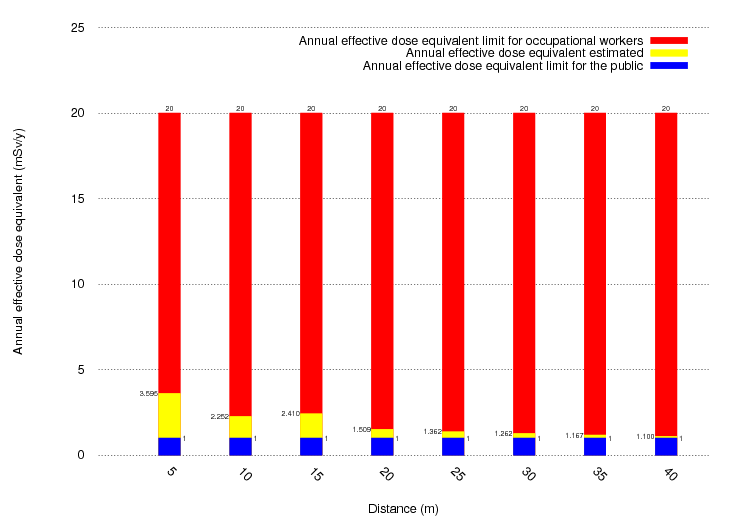 25
Annual effective dose equivalent limit for occupational workers
Annual effective dose equivalent estimated
Annual effective dose equivalent limit for the public
20
20 20 20 20 20 20 20 20
15
10
5
3.595
2.252
2.410
1.509
1.362
1.262
1.167
1.100
1 1 1 1 1 1 1 1
0
5 10 15 20 25 30 35 40
Distance (m)
Annual effective dose equivalent (mSv/y)